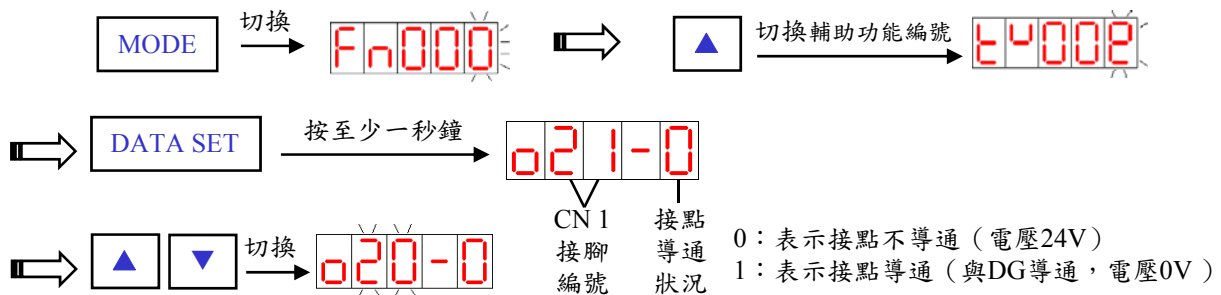 MODE
切換
Fn000
▲
切換輔助功能編號
ty002
DATA SET
按至少一秒鐘
o21-0
CN 1
接腳
編號
接點
導通
狀況
0：表示接點不導通（電壓24V）
1：表示接點導通（與DG導通，電壓0V）
▲
▼
切換
o20-0